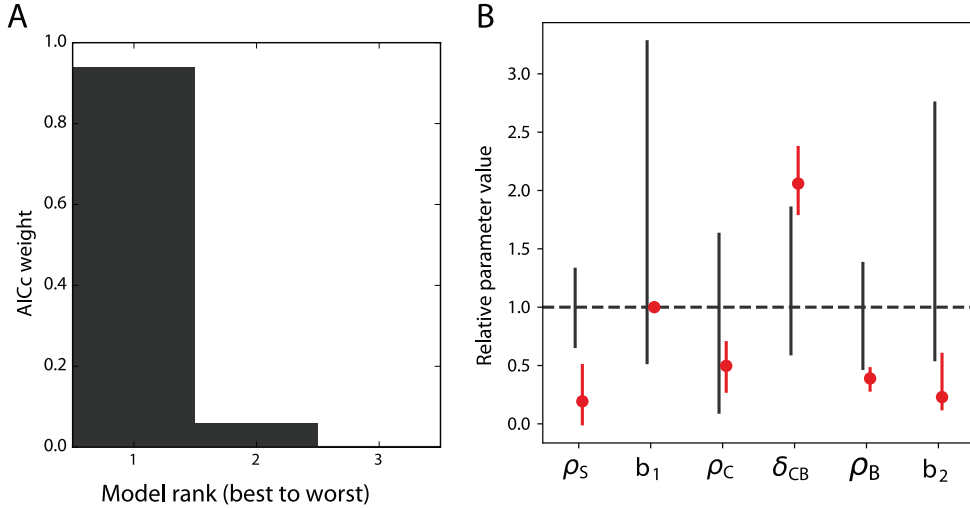 A
1.0
0.8
0.6
0.4
0.2
0.0
AICc weight
1 2 3
Model rank (best to worst)
B
3.0
2.5
2.0
1.5
1.0
0.5
0.0
Relative parameter value
ρS b1 ρC δCB ρB b2